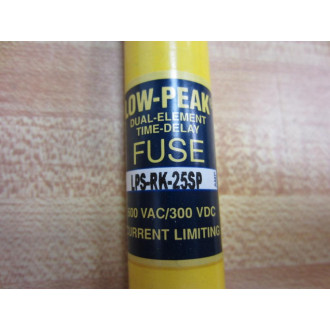 LOW-PEAK
DUAL-ELEMENT
TIME-DELAY
FUSE
LPS-RK-25SP
600 VAC/300 VDC
CURRENT LIMITING